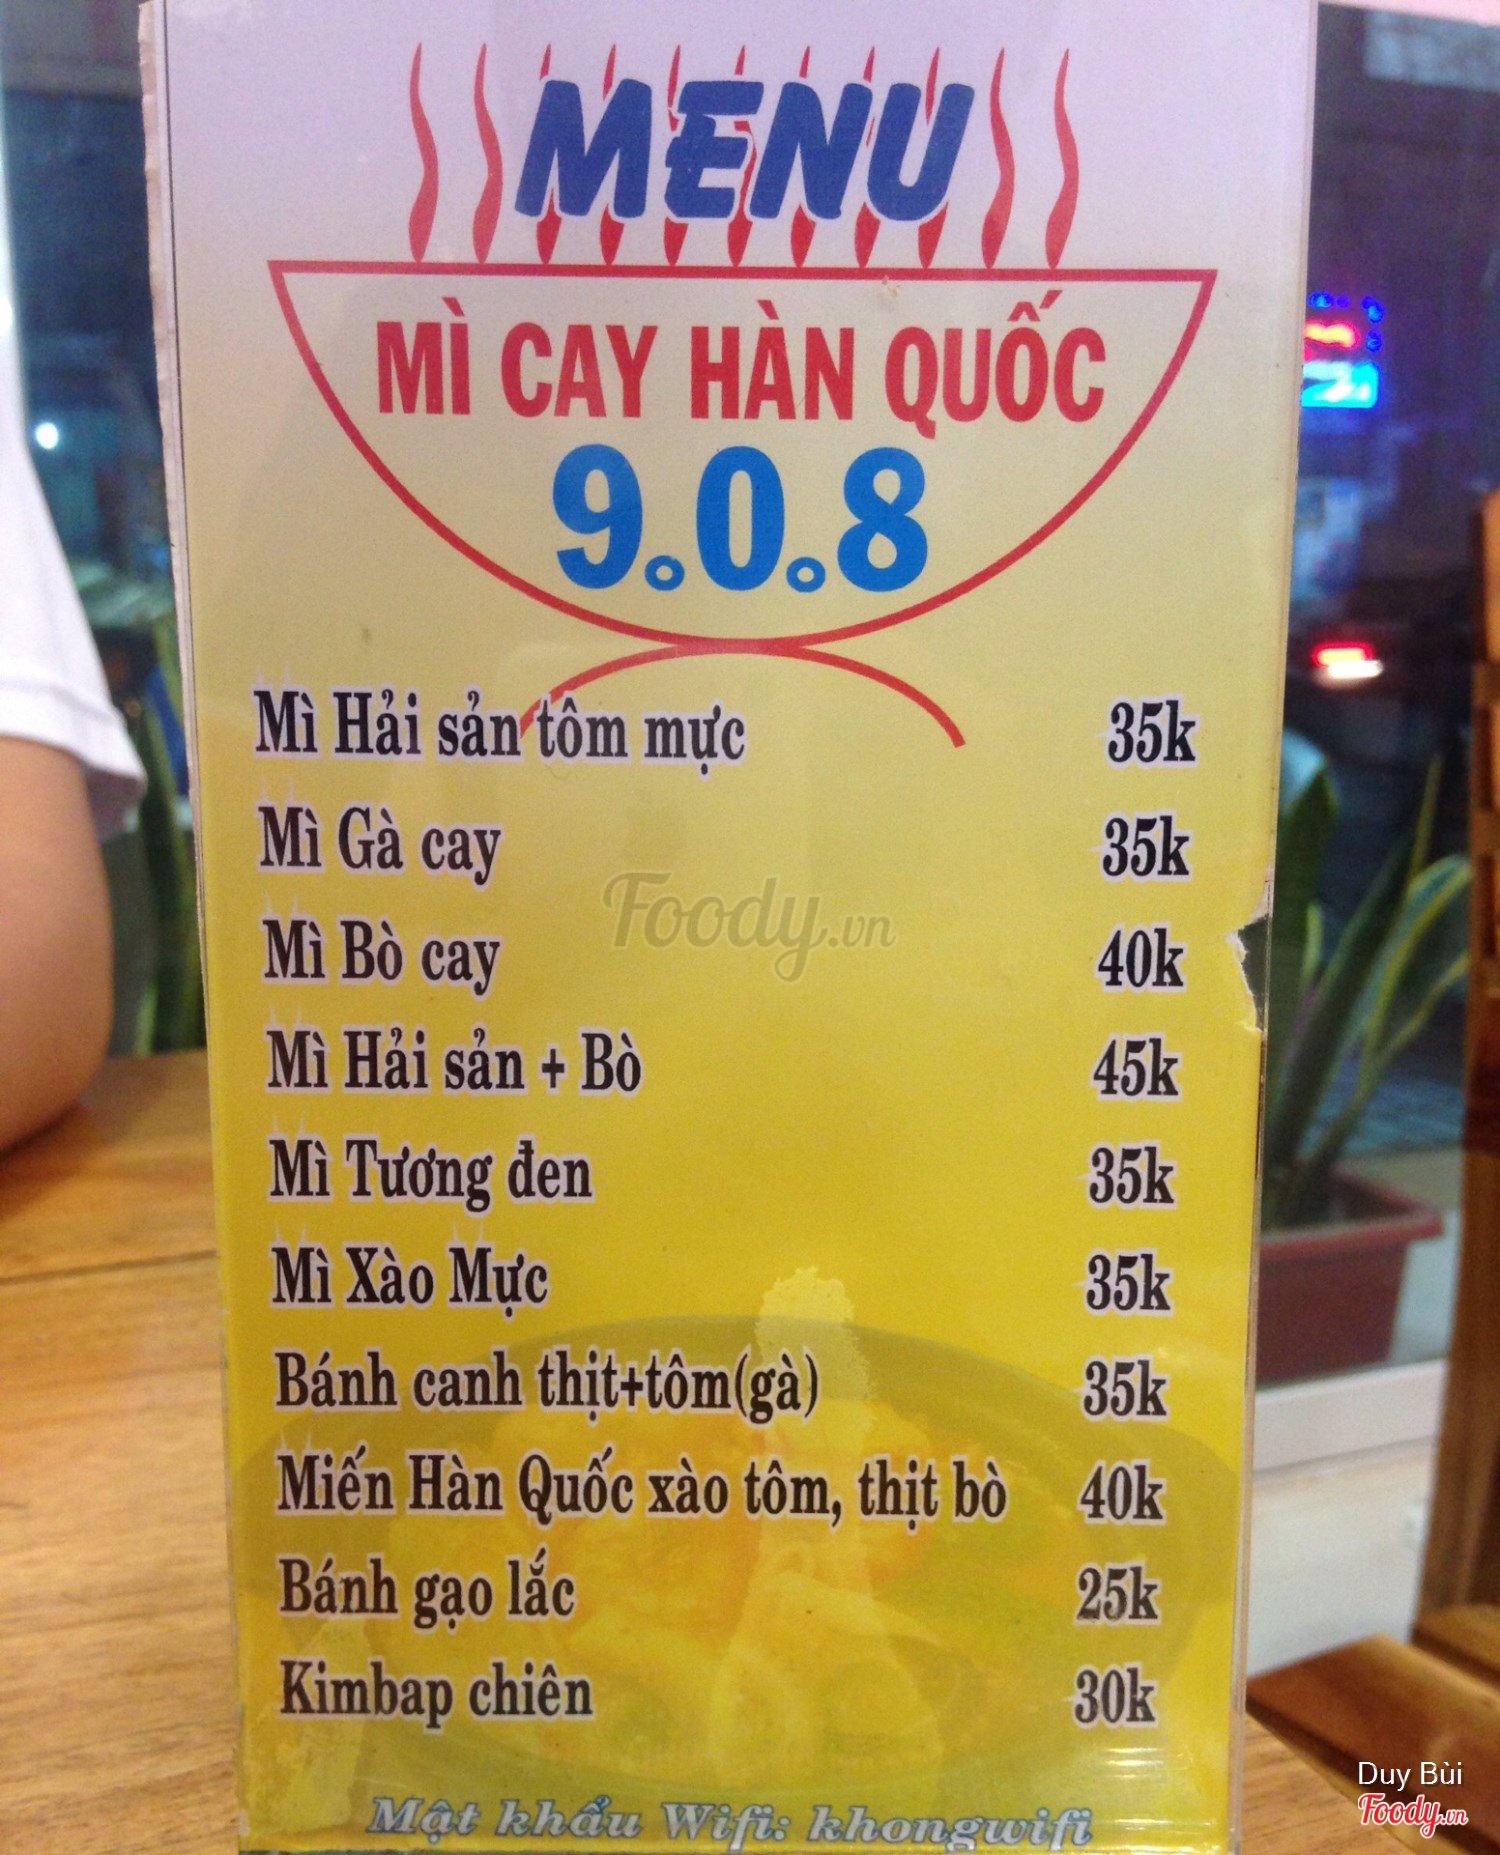 MENU
MÌ CAY HÀN QUỐC
9.0.8
Mì Hải sản tôm mực 35k
Mì Gà cay 35k
Foody.vn
Mì Bò cay 40k
Mì Hải sản + Bò 45k
Mì Tương đen 35k
Mì Xào Mực 35k
Bánh canh thịt+tôm(gà) 35k
Miến Hàn Quốc xào tôm, thịt bò 40k
Bánh gạo lắc 25k
Kimbap chiên 30k
Mật khẩu Wifi: khongwifi
Duy Bùi
Foody.vn